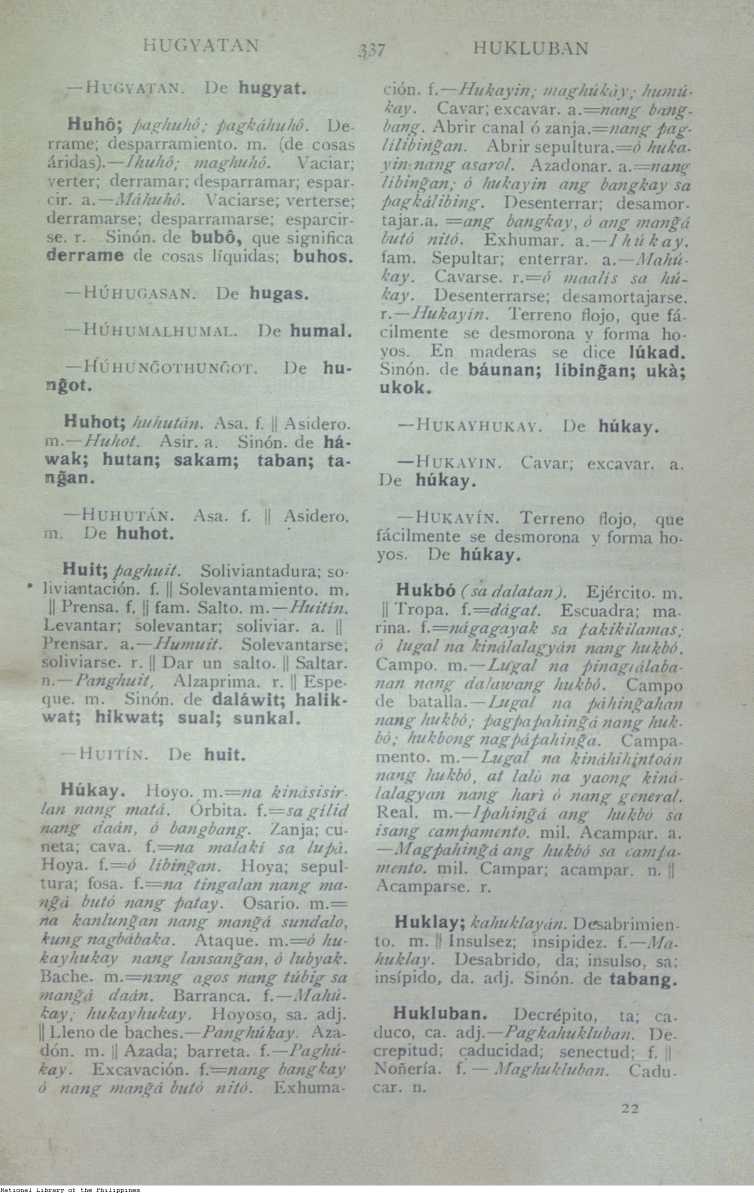 HUGYATAN
337
HUKLUBAN
—HUGYATAN. De hugyat.
Huhô; paghuhô; pagkáhuhô. De-
rrame; desparramiento. m. (de cosas
áridas).—Ihuhô; maghuhô. Vaciar;
verter; derramar; desparramar; espar-
cir. a.—Máhuhô. Vaciarse; verterse;
derramarse; desparramarse; esparcir-
se. r. Sinón. de bubô, que significa
derrame de cosas líquidas; buhos.
—HÚHUGASAN. De hugas.
—HÚHUMALHUMAL. De humal.
—HÚHUNG̃OTHUNG̃OT. De hu-
ng̃ot.
Huhot; huhután. Asa. f. || Asidero.
m.—Huhot. Asir. a. Sinón. de há-
wak; hutan; sakam; taban; ta-
ng̃an.
—HUHUTÁN. Asa. f. || Asidero.
m. De huhot.
Huit; paghuit. Soliviantadura; so-
liviantación. f. || Solevantamiento. m.
|| Prensa. f. || fam. Salto. m.—Huitín.
Levantar; solevantar; soliviar. a. ||
Prensar. a.—Humuit. Solevantarse;
soliviarse. r. || Dar un salto. || Saltar.
n.—Panghuit, Alzaprima. r. || Espe-
que. m. Sinón. de daláwit; halik-
wat; hikwat; sual; sunkal.
—HUITÍN. De huit.
Húkay. Hoyo. m.=na kinásisir-
lan nang matá. Órbita. f.=sa gilid
nang daán, ó bangbang. Zanja; cu-
neta; cava. f.=na malakí sa lupà.
Hoya. f.=ó libing̃an. Hoya; sepul-
tura; fosa. f.=na tingalan nang ma-
ng̃á butó nang patay. Osario. m.=
na kanlung̃an nang mang̃á sundalo,
kung nagbábaka. Ataque. m.=ó hu-
kayhukay nang lansang̃an, ó lubyak.
Bache. m.=nang agos nang túbig sa
mang̃á daán. Barranca. f.—Mahú-
kay; hukayhukay. Hoyoso, sa. adj.
|| Lleno de baches.—Panghúkay. Aza-
dón. m. || Azada; barreta. f.—Paghú-
kay. Excavación. f.=nang bangkay
ó nang mang̃á butó nitó. Exhuma-
ción. f.—Hukayin; maghúkáy; humú-
kay. Cavar; excavar. a.=nang bang-
bang. Abrir canal ó zanja.=nang pag-
lilibing̃an. Abrir sepultura.=ó huka-
yin nang asarol. Azadonar. a.=nang
libing̃an; ó hukayin ang bangkay sa
pagkálibing. Desenterrar; desamor-
tajar.a. =ang bangkay, ó ang mang̃á
butó nitó. Exhumar. a.—Ihúkay.
fam. Sepultar; enterrar. a.—Mahú-
kay. Cavarse. r.=ó maalis sa hú-
kay. Desenterrarse; desamortajarse.
r.—Hukayín. Terreno flojo, que fá-
cilmente se desmorona y forma ho-
yos. En maderas se dice lúkad.
Sinón. de báunan; libing̃an; ukà;
ukok.
—HUKAYHUKAY. De húkay.
—HUKAYIN. Cavar; excavar. a.
De húkay.
—HUKAYÍN. Terreno flojo, que
fácilmente se desmorona y forma ho-
yos. De húkay.
Hukbó (sa dalatan). Ejército. m.
|| Tropa. f.=dágat. Escuadra; ma-
rina. f.=nágagayak sa pakikilamas;
ó lugal na kinálalagyán nang hukbó.
Campo. m.—Lugal na pinagtálaba-
nan nang dalawang hukbó. Campo
de batalla.—Lugal na páhing̃ahan
nang hukbó; pagpapahing̃á nang huk-
bó; hukbong nagpápahing̃a. Campa-
mento. m.—Lugal na kináhihintoán
nang hukbó, at lalò na yaong kiná-
lalagyan nang harì ó nang general.
Real. m.—Ipahing̃á ang hukbó sa
isang campamento. mil. Acampar. a.
—Magpahing̃á ang hukbó sa campa-
mento. mil. Campar; acampar. n. ||
Acamparse. r.
Huklay; kahuklayán. Desabrimien-
to. m. || Insulsez; insipidez. f.—Ma-
huklay. Desabrido, da; insulso, sa;
insípido, da. adj. Sinón. de tabang.
Hukluban. Decrépito, ta; ca-
duco, ca. adj.—Pagkahukluban. De-
crepitud; caducidad; senectud; f. ||
Noñería. f. — Maghukluban. Cadu-
car. n.
22
National Library of the Philippines